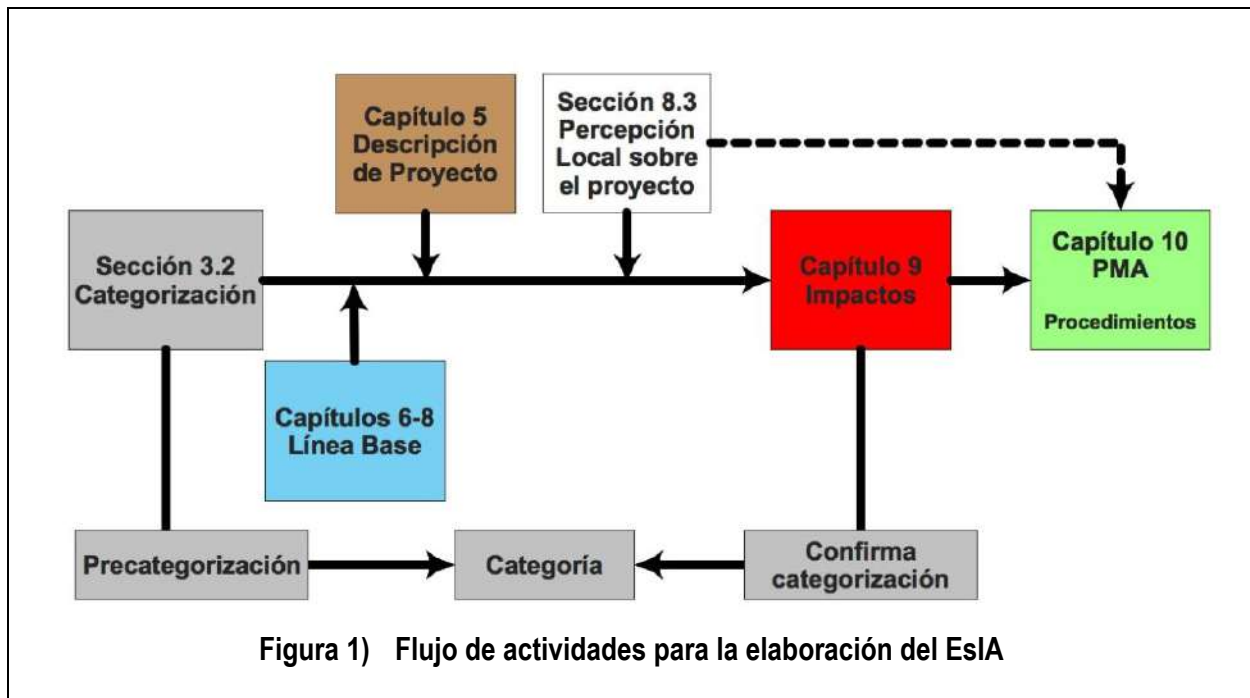 Capítulo 5
Descripción
de Proyecto
Sección 8.3
Percepción
Local sobre
el proyecto
Sección 3.2
Categorización
Capítulo 9
Impactos
Capítulo 10
PMA
Procedimientos
Capítulos 6-8
Línea Base
Precategorización
Categoría
Confirma
categorización
Figura 1) Flujo de actividades para la elaboración del EsIA